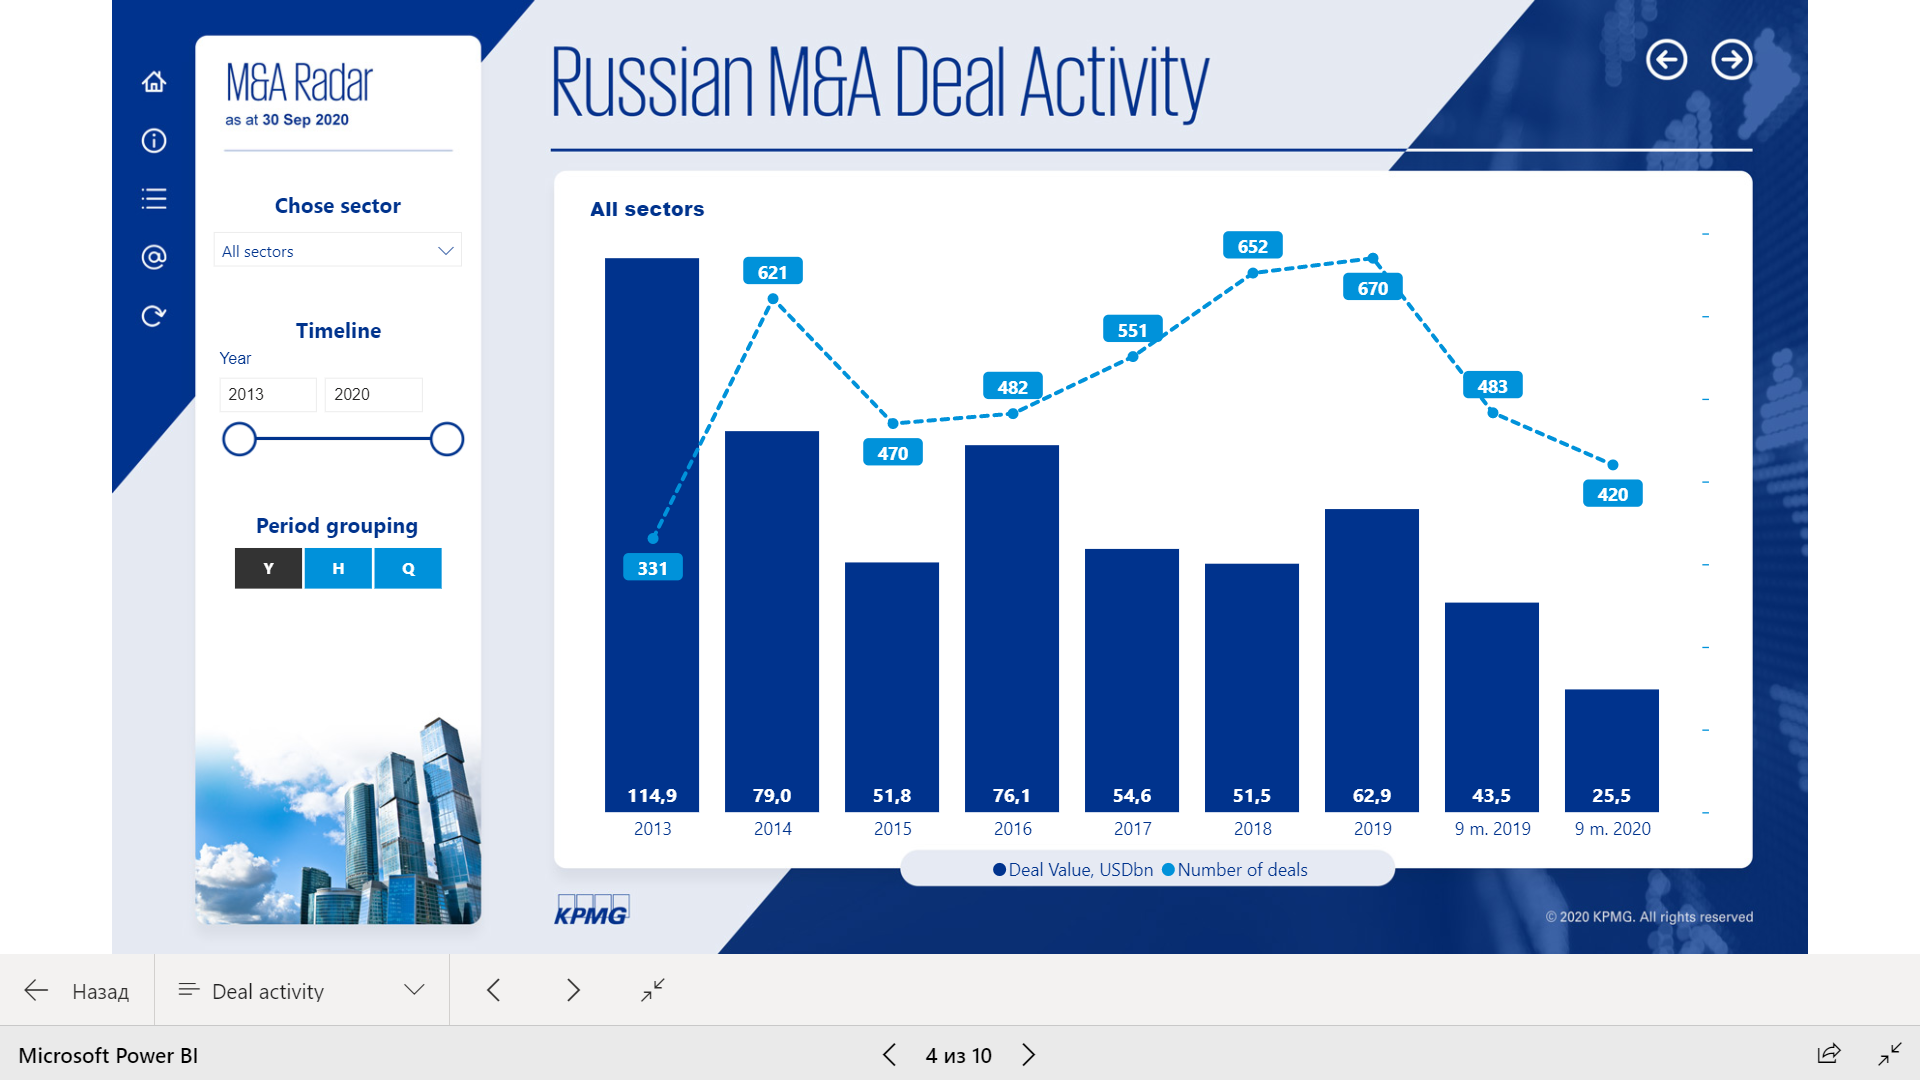 M&A Radar
as at 30 Sep 2020
Chose sector
All sectors
Timeline
Year
2013 2020
Period grouping
Y H Q
Russian M&A Deal Activity
All sectors
331 621 470 482 551 652 670 483 420
114,9 79,0 51,8 76,1 54,6 51,5 62,9 43,5 25,5
2013 2014 2015 2016 2017 2018 2019 9 m. 2019 9 m. 2020
Deal Value, USDbn Number of deals
KPMG
© 2020 KPMG. All rights reserved
Назад Deal activity
Microsoft Power BI 4 из 10